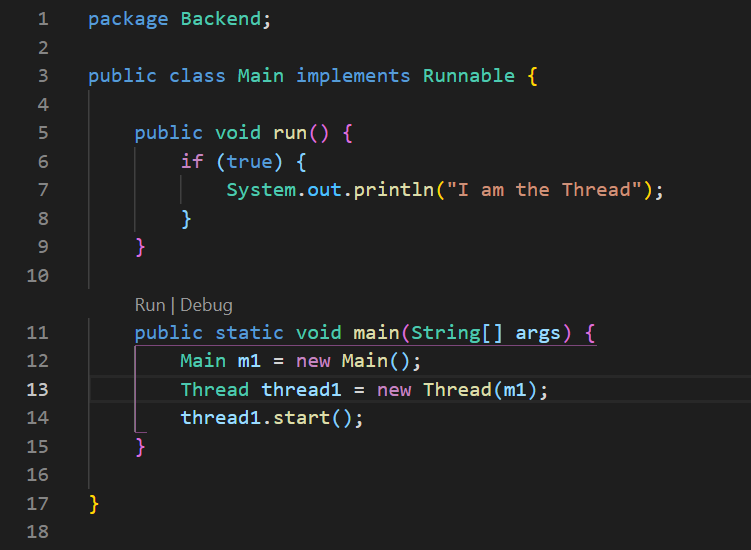 1 package Backend;
2
3 public class Main implements Runnable {
4
5 public void run() {
6 if (true) {
7 System.out.println("I am the Thread");
8 }
9 }
10
Run | Debug
11 public static void main(String[] args) {
12 Main m1 = new Main();
13 Thread thread1 = new Thread(m1);
14 thread1.start();
15 }
16
17 }
18